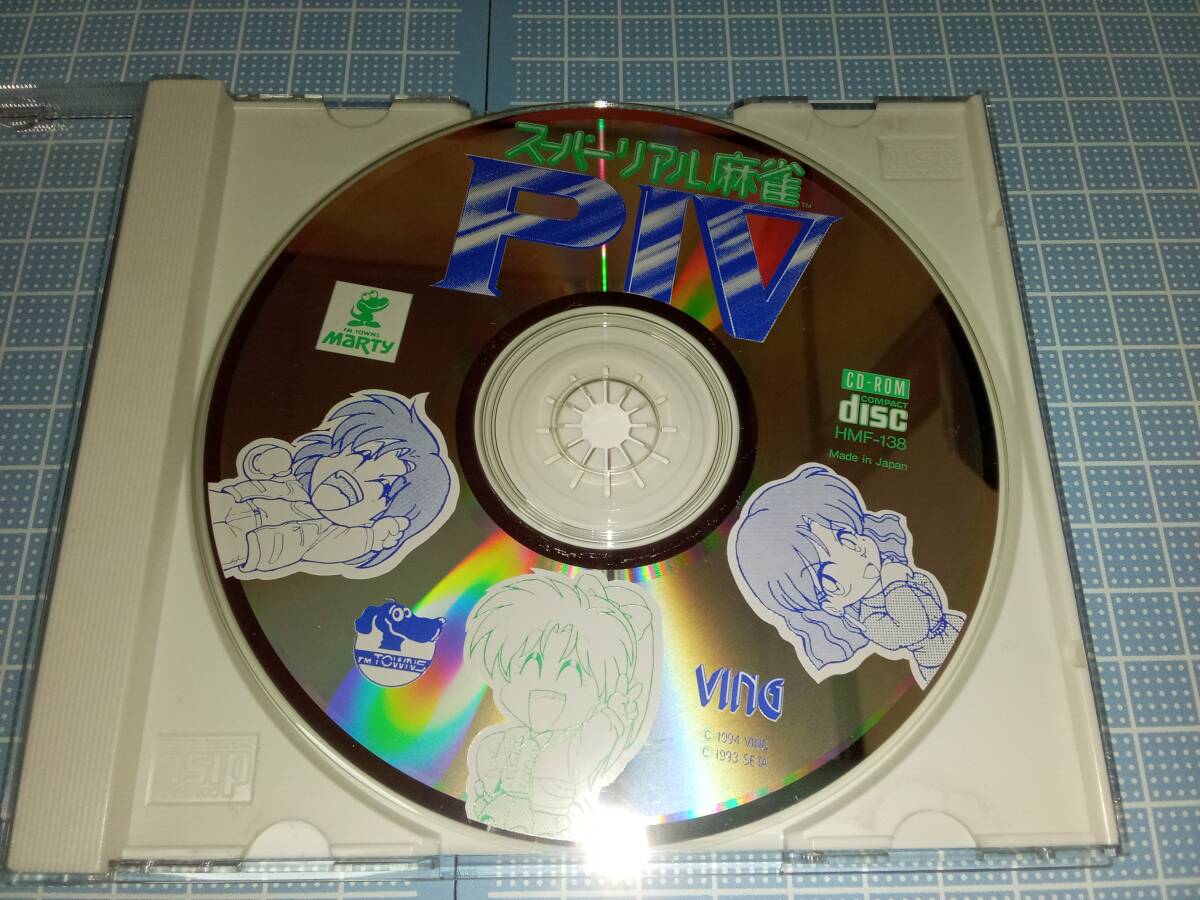 スーパーリアル麻雀
PIV
TM
FM TOWNS
MARTY
CD-ROM
COMPACT
disc
HMF-138
Made in Japan
FM TOWNS
VING
C 1994 VING
C 1993 SETA